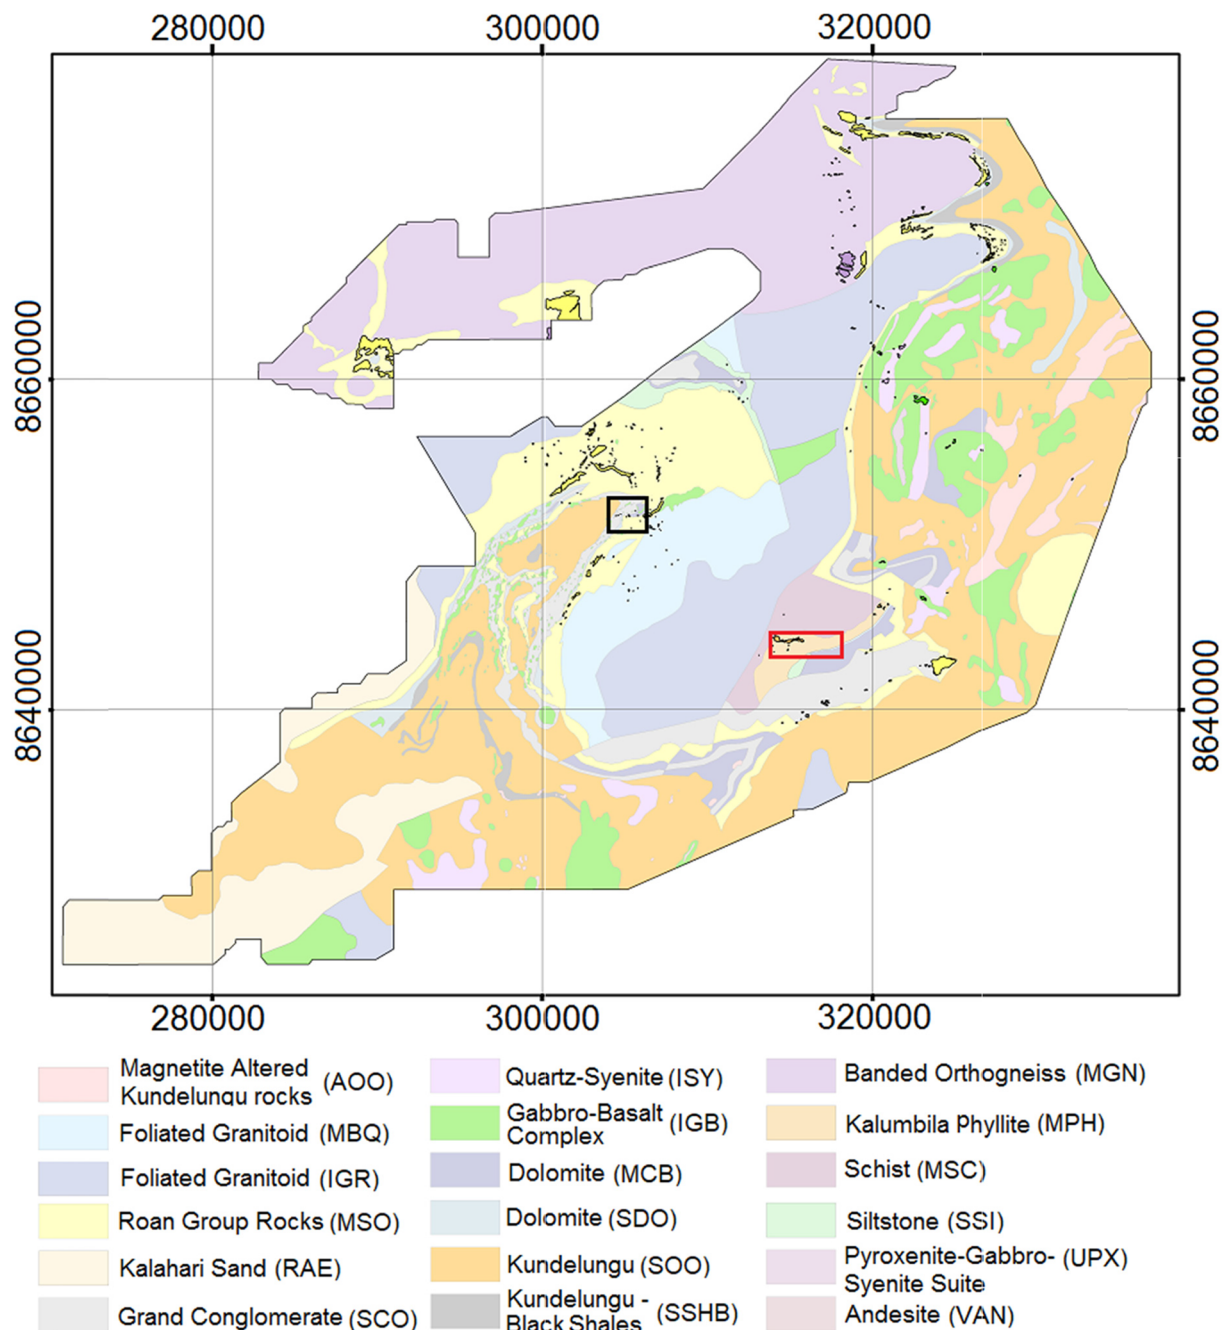 280000 300000 320000
8660000 8660000
8640000 8640000
280000 300000 320000
Magnetite Altered
Kundelungu rocks (AOO)
Foliated Granitoid (MBQ)
Foliated Granitoid (IGR)
Roan Group Rocks (MSO)
Kalahari Sand (RAE)
Grand Conglomerate (SCO)
Quartz-Syenite (ISY)
Gabbro-Basalt
Complex (IGB)
Dolomite (MCB)
Dolomite (SDO)
Kundelungu (SOO)
Kundelungu -
Black Shales (SSHB)
Banded Orthogneiss (MGN)
Kalumbila Phyllite (MPH)
Schist (MSC)
Siltstone (SSI)
Pyroxenite-Gabbro- (UPX)
Syenite Suite
Andesite (VAN)